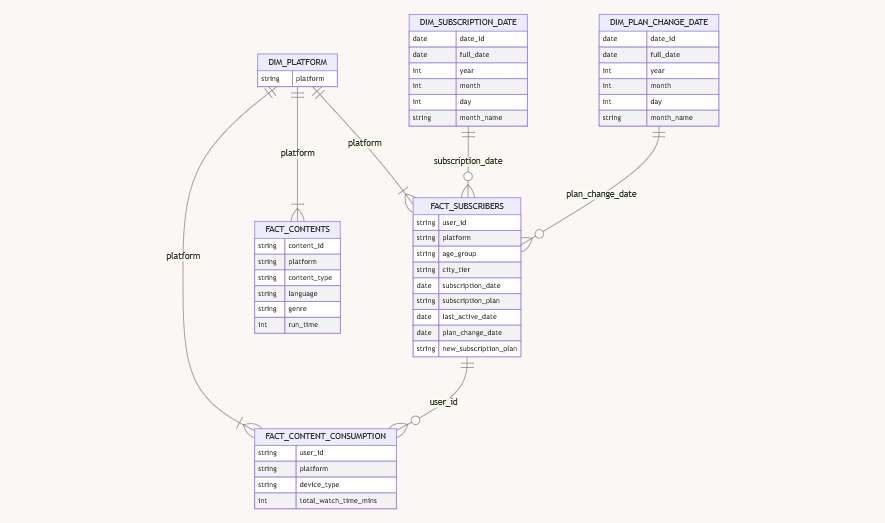 DIM_SUBSCRIPTION_DATE
date date_id
date full_date
int year
int month
int day
string month_name
DIM_PLAN_CHANGE_DATE
date date_id
date full_date
int year
int month
int day
string month_name
DIM_PLATFORM
string platform
platform
platform
subscription_date
plan_change_date
platform
FACT_CONTENTS
string content_id
string platform
string content_type
string language
string genre
int run_time
FACT_SUBSCRIBERS
string user_id
string platform
string age_group
string city_tier
date subscription_date
string subscription_plan
date last_active_date
date plan_change_date
string new_subscription_plan
user_id
FACT_CONTENT_CONSUMPTION
string user_id
string platform
string device_type
int total_watch_time_mins